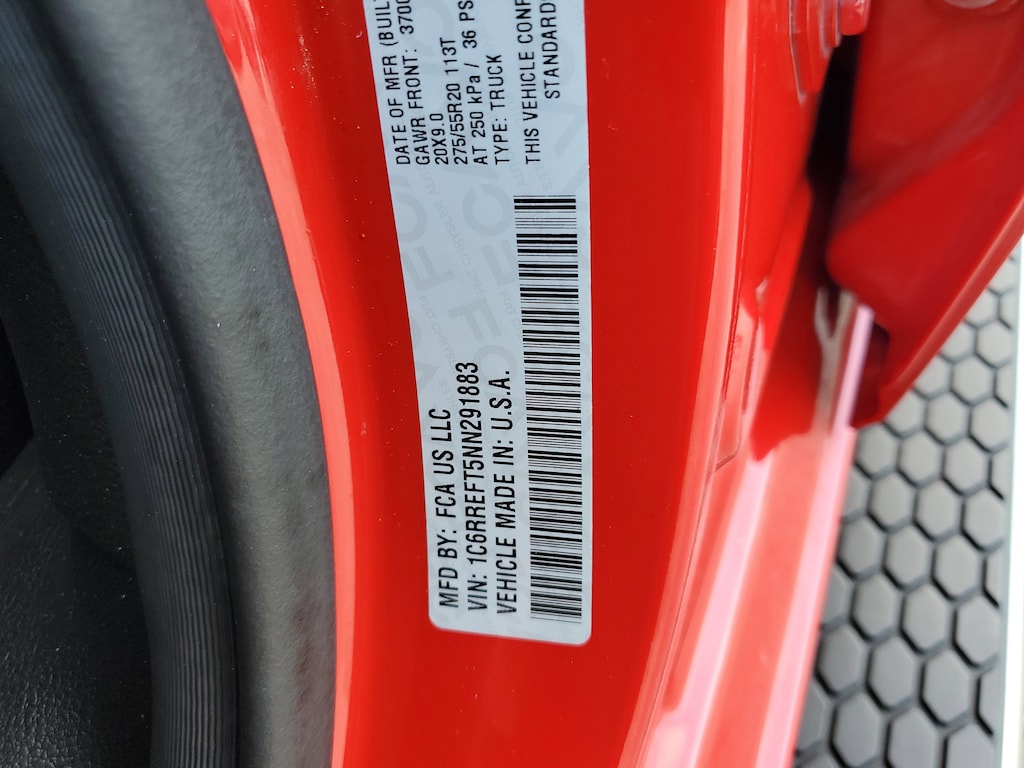 MFD BY: FCA US LLC
VIN: 1C6RREFT5NN291883
VEHICLE MADE IN: U.S.A.
DATE OF MFR (BUIL
GAWR FRONT: 3700
20X9.0
275/55R20 113T
AT 250 kPa / 36 PS
TYPE: TRUCK
THIS VEHICLE CONF
STANDARD